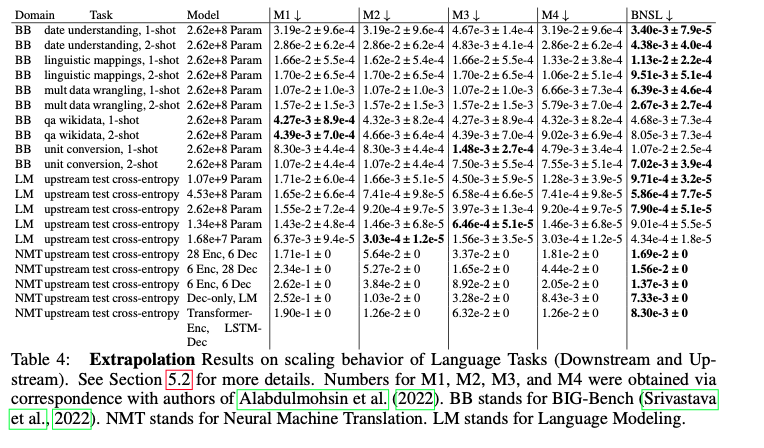 Domain Task Model M1 ↓ M2 ↓ M3 ↓ M4 ↓ BNSL ↓
BB date understanding, 1-shot 2.62e+8 Param 3.19e-2 ± 9.6e-4 3.19e-2 ± 9.6e-4 4.67e-3 ± 1.4e-4 3.19e-2 ± 9.6e-4 3.40e-3 ± 7.9e-5
BB date understanding, 2-shot 2.62e+8 Param 2.86e-2 ± 6.2e-4 2.86e-2 ± 6.2e-4 4.83e-3 ± 4.1e-4 2.86e-2 ± 6.2e-4 4.38e-3 ± 4.0e-4
BB linguistic mappings, 1-shot 2.62e+8 Param 1.66e-2 ± 5.5e-4 1.62e-2 ± 5.4e-4 1.66e-2 ± 5.5e-4 1.33e-2 ± 3.8e-4 1.13e-2 ± 2.2e-4
BB linguistic mappings, 2-shot 2.62e+8 Param 1.70e-2 ± 6.5e-4 1.70e-2 ± 6.5e-4 1.70e-2 ± 6.5e-4 1.06e-2 ± 5.1e-4 9.51e-3 ± 5.1e-4
BB mult data wrangling, 1-shot 2.62e+8 Param 1.07e-2 ± 1.0e-3 1.07e-2 ± 1.0e-3 1.07e-2 ± 1.0e-3 6.66e-3 ± 7.3e-4 6.39e-3 ± 4.6e-4
BB mult data wrangling, 2-shot 2.62e+8 Param 1.57e-2 ± 1.5e-3 1.57e-2 ± 1.5e-3 1.57e-2 ± 1.5e-3 5.79e-3 ± 7.0e-4 2.67e-3 ± 2.7e-4
BB qa wikidata, 1-shot 2.62e+8 Param 4.27e-3 ± 8.9e-4 4.32e-3 ± 8.2e-4 4.27e-3 ± 8.9e-4 4.32e-3 ± 8.2e-4 4.68e-3 ± 7.3e-4
BB qa wikidata, 2-shot 2.62e+8 Param 4.39e-3 ± 7.0e-4 4.66e-3 ± 6.4e-4 4.39e-3 ± 7.0e-4 9.02e-3 ± 6.9e-4 8.05e-3 ± 7.3e-4
BB unit conversion, 1-shot 2.62e+8 Param 8.30e-3 ± 4.4e-4 8.30e-3 ± 4.4e-4 1.48e-3 ± 2.7e-4 4.79e-3 ± 3.4e-4 1.07e-2 ± 2.5e-4
BB unit conversion, 2-shot 2.62e+8 Param 1.07e-2 ± 4.4e-4 1.07e-2 ± 4.4e-4 7.50e-3 ± 5.5e-4 7.55e-3 ± 5.1e-4 7.02e-3 ± 3.9e-4
LM upstream test cross-entropy 1.07e+9 Param 1.71e-2 ± 6.0e-4 1.66e-3 ± 5.1e-5 4.50e-3 ± 5.9e-5 1.28e-3 ± 3.9e-5 9.71e-4 ± 3.2e-5
LM upstream test cross-entropy 4.53e+8 Param 1.65e-2 ± 6.6e-4 7.41e-4 ± 9.8e-5 6.58e-4 ± 6.6e-5 7.41e-4 ± 9.8e-5 5.86e-4 ± 7.7e-5
LM upstream test cross-entropy 2.62e+8 Param 1.55e-2 ± 7.2e-4 9.20e-4 ± 9.7e-5 3.97e-3 ± 1.3e-4 9.20e-4 ± 9.7e-5 7.90e-4 ± 5.1e-5
LM upstream test cross-entropy 1.34e+8 Param 1.43e-2 ± 4.8e-4 1.46e-3 ± 6.8e-5 6.46e-4 ± 5.1e-5 1.46e-3 ± 6.8e-5 9.01e-4 ± 5.5e-5
LM upstream test cross-entropy 1.68e+7 Param 6.37e-3 ± 9.4e-5 3.03e-4 ± 1.2e-5 1.56e-3 ± 3.5e-5 3.03e-4 ± 1.2e-5 4.34e-4 ± 1.8e-5
NMT upstream test cross-entropy 28 Enc, 6 Dec 1.71e-1 ± 0 5.64e-2 ± 0 3.37e-2 ± 0 1.81e-2 ± 0 1.69e-2 ± 0
NMT upstream test cross-entropy 6 Enc, 28 Dec 2.34e-1 ± 0 5.27e-2 ± 0 1.65e-2 ± 0 4.44e-2 ± 0 1.56e-2 ± 0
NMT upstream test cross-entropy 6 Enc, 6 Dec 2.62e-1 ± 0 3.84e-2 ± 0 8.92e-2 ± 0 2.05e-2 ± 0 1.37e-3 ± 0
NMT upstream test cross-entropy Dec-only, LM 2.52e-1 ± 0 1.03e-2 ± 0 3.28e-2 ± 0 8.43e-3 ± 0 7.33e-3 ± 0
NMT upstream test cross-entropy Transformer- 1.90e-1 ± 0 1.26e-2 ± 0 6.32e-2 ± 0 1.26e-2 ± 0 8.30e-3 ± 0
Enc, LSTM-
Dec
Table 4: Extrapolation Results on scaling behavior of Language Tasks (Downstream and Up-
stream). See Section 5.2 for more details. Numbers for M1, M2, M3, and M4 were obtained via
correspondence with authors of Alabdulmohsin et al. (2022). BB stands for BIG-Bench (Srivastava
et al., 2022). NMT stands for Neural Machine Translation. LM stands for Language Modeling.